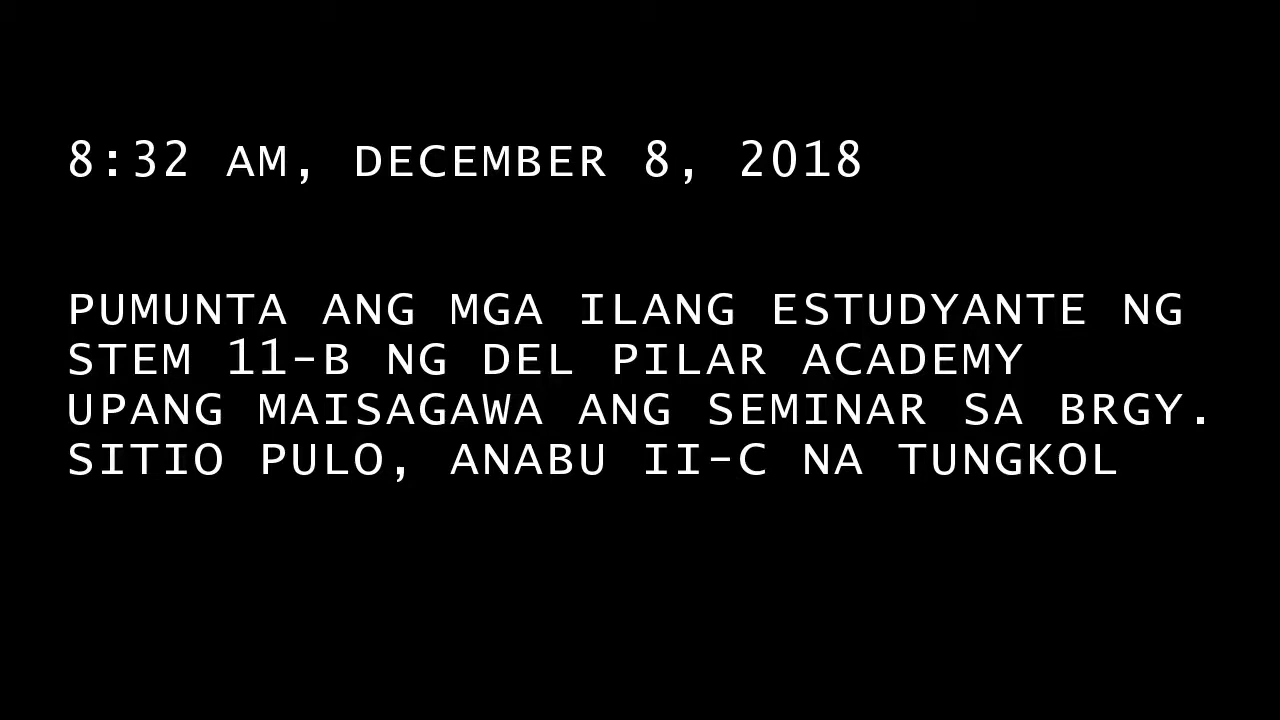 8:32 AM, DECEMBER 8, 2018
PUMUNTA ANG MGA ILANG ESTUDYANTE NG
STEM 11-B NG DEL PILAR ACADEMY
UPANG MAISAGAWA ANG SEMINAR SA BRGY.
SITIO PULO, ANABU II-C NA TUNGKOL